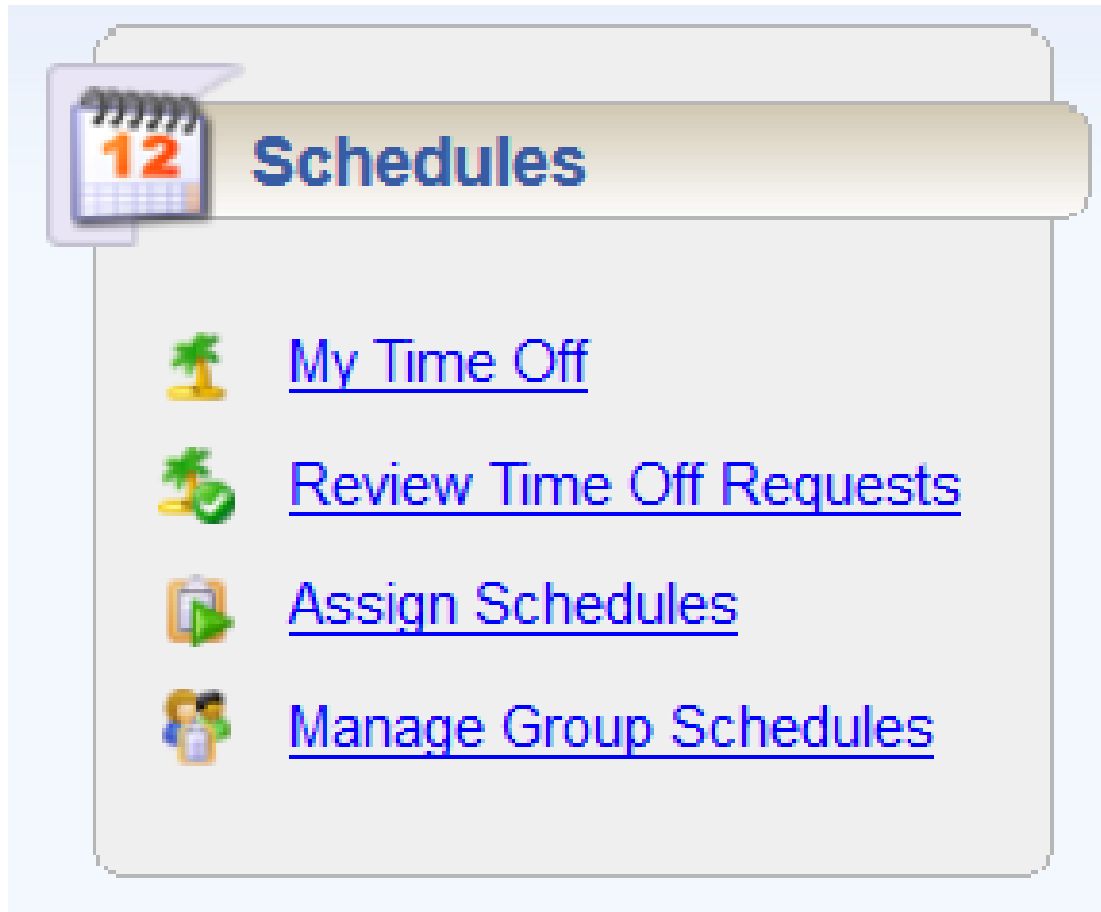 12
Schedules
My Time Off
Review Time Off Requests
Assign Schedules
Manage Group Schedules